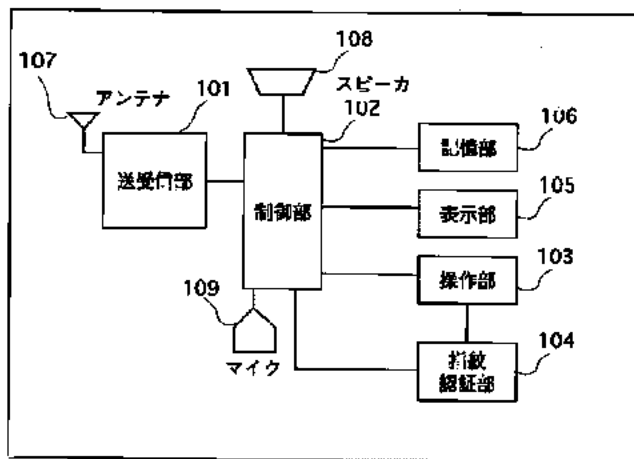 108
107
アンテナ
101
スピーカ
102
106
記憶部
送受信部
制御部
105
表示部
103
操作部
109
マイク
104
指紋
認証部